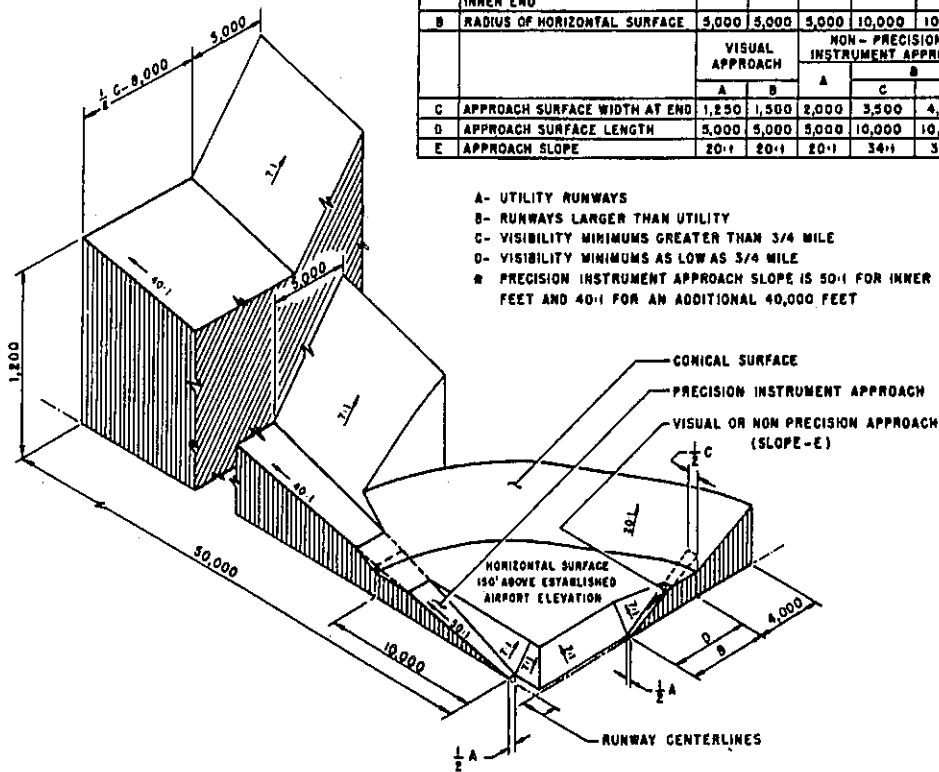 INNER END
B RADIUS OF HORIZONTAL SURFACE 5,000 5,000 5,000 10,000 10
VISUAL APPROACH
NON-PRECISION
INSTRUMENT APPR
A B A B
C
C APPROACH SURFACE WIDTH AT END 1,250 1,500 2,000 3,500 4,
D APPROACH SURFACE LENGTH 5,000 5,000 5,000 10,000 10,
E APPROACH SLOPE 20:1 20:1 20:1 34:1 3
A- UTILITY RUNWAYS
B- RUNWAYS LARGER THAN UTILITY
C- VISIBILITY MINIMUMS GREATER THAN 3/4 MILE
D- VISIBILITY MINIMUMS AS LOW AS 3/4 MILE
* PRECISION INSTRUMENT APPROACH SLOPE IS 50:1 FOR INNER
FEET AND 40:1 FOR AN ADDITIONAL 40,000 FEET
5,000
½ C-8,000
7:1
40:1
5,000
1,200
CONICAL SURFACE
PRECISION INSTRUMENT APPROACH
VISUAL OR NON PRECISION APPROACH
(SLOPE-E)
½ C
7:1
40:1
20:1
HORIZONTAL SURFACE
150' ABOVE ESTABLISHED
AIRPORT ELEVATION
50,000
50:1
7:1
7:1
7:1
7:1
10,000
4,000
D
B
½ A
½ A
RUNWAY CENTERLINES